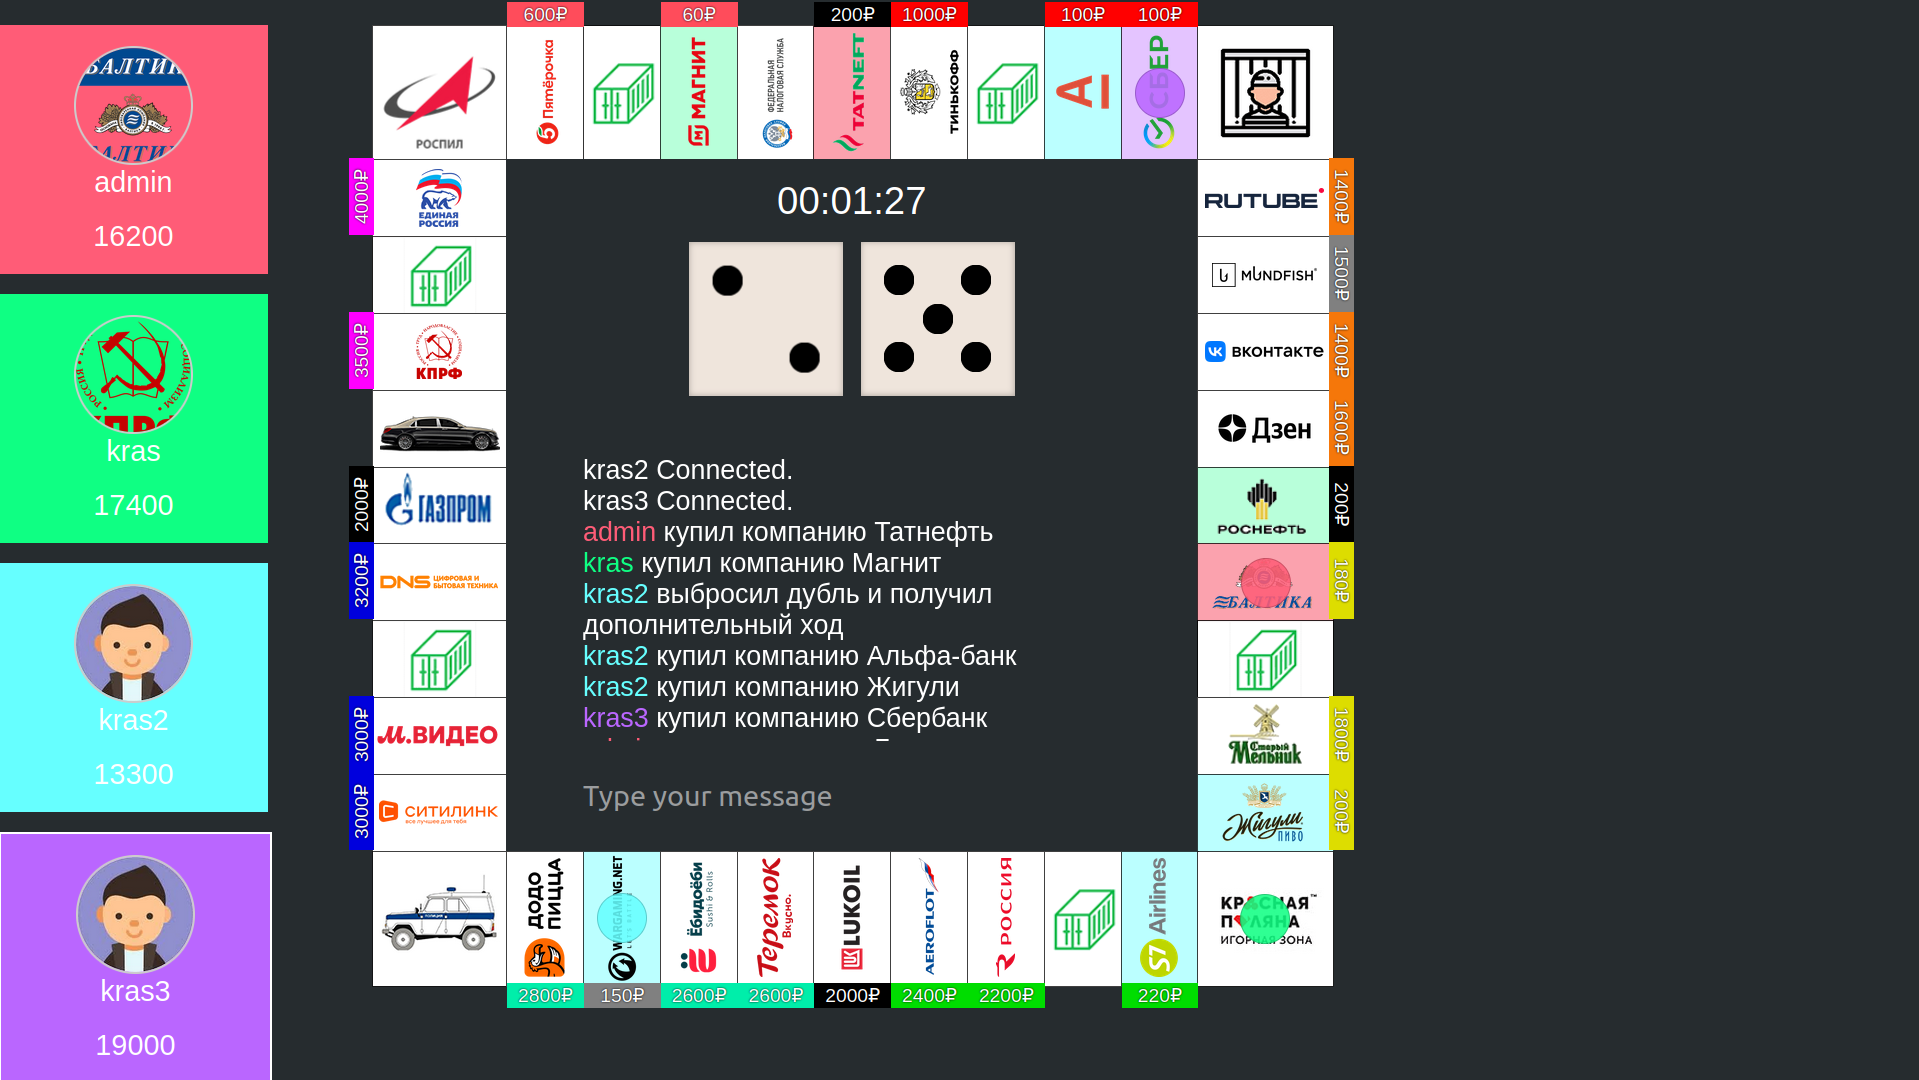 БАЛТИ
БАЛТИ
admin
16200
kras
17400
kras2
13300
kras3
19000
600₽
60₽
200₽
1000₽
100₽
100₽
РОСПИЛ
Пятёрочка
МАГНИТ
ФЕДЕРАЛЬНАЯ
НАЛОГОВАЯ СЛУЖБА
TATNEFT
ТИНЬКОФФ
А
СБЕР
4000₽
ЕДИНАЯ
РОССИЯ
3500₽
КПРФ
2000₽
ГАЗПРОМ
3200₽
DNS ЦИФРОВАЯ И
БЫТОВАЯ ТЕХНИКА
3000₽
М.ВИДЕО
3000₽
СИТИЛИНК
00:01:27
kras2 Connected.
kras3 Connected.
admin купил компанию Татнефть
kras купил компанию Магнит
kras2 выбросил дубль и получил
дополнительный ход
kras2 купил компанию Альфа-банк
kras2 купил компанию Жигули
kras3 купил компанию Сбербанк
Type your message
RUTUBE
1400₽
MUNDFISH
1500₽
ВКОНТАКТЕ
1400₽
Дзен
1600₽
РОСНЕФТЬ
200₽
БАЛТИКА
180₽
Старый
Мельник
1800₽
Жигули
ПИВО
200₽
ДОДО
ПИЦЦА
WARGAMING.NET
Ёбидоёби
Sushi & Rolls
Теремок
Вкусно.
LUKOIL
AEROFLOT
РОССИЯ
S7 Airlines
КРАСНАЯ™
ПОЛЯНА
ИГОРНАЯ ЗОНА
2800₽
150₽
2600₽
2600₽
2000₽
2400₽
2200₽
220₽